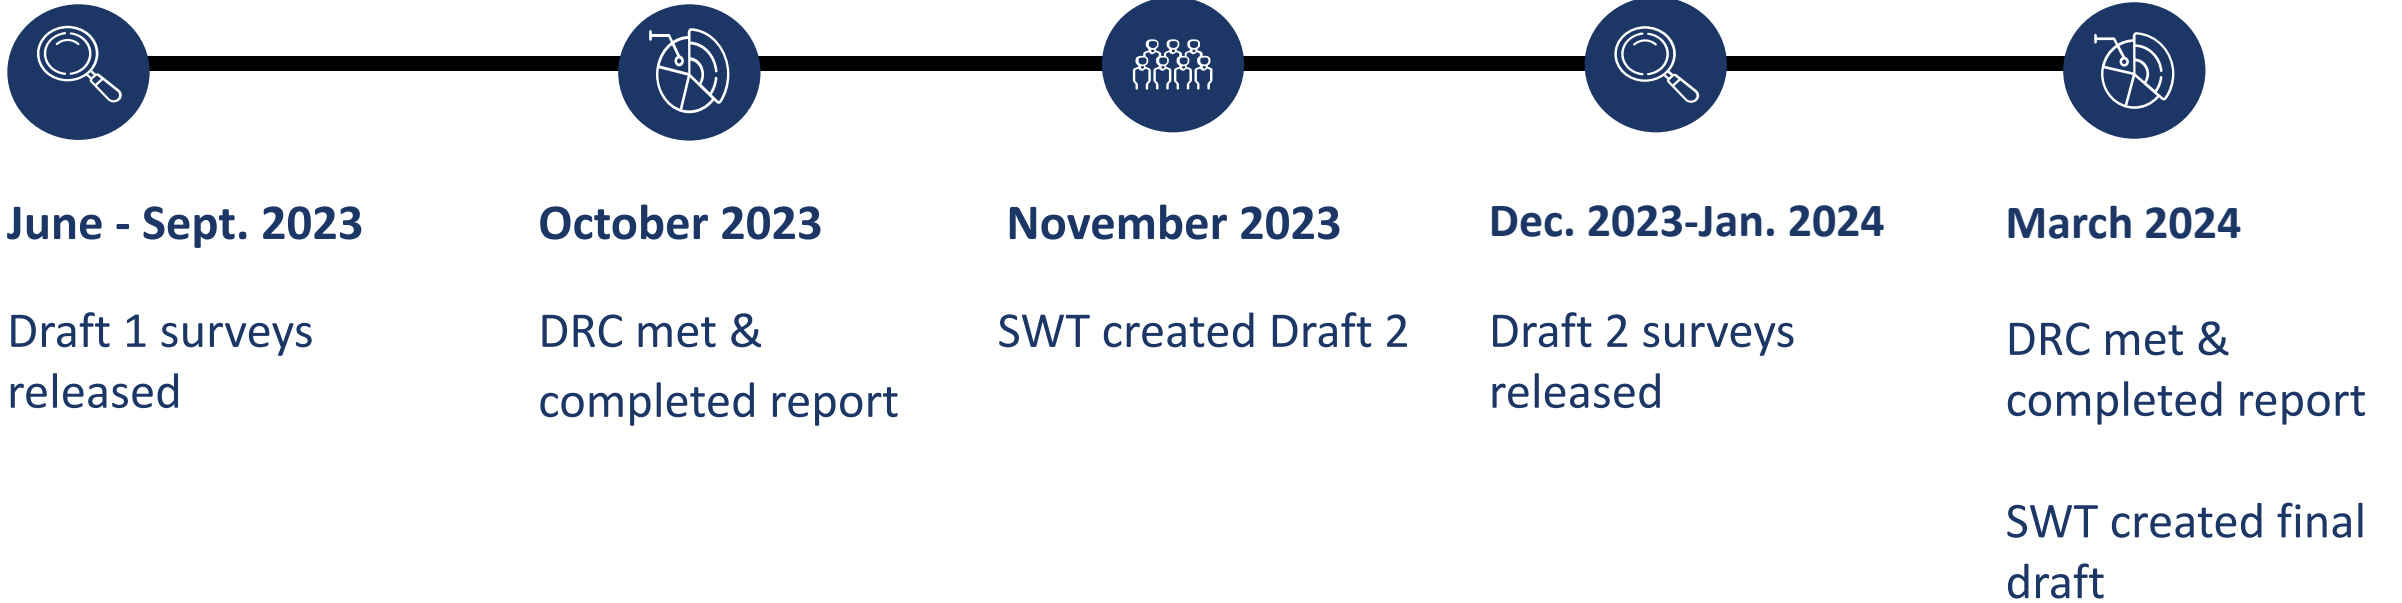 June - Sept. 2023
Draft 1 surveys
released
October 2023
DRC met &
completed report
November 2023
SWT created Draft 2
Dec. 2023-Jan. 2024
Draft 2 surveys
released
March 2024
DRC met &
completed report
SWT created final
draft